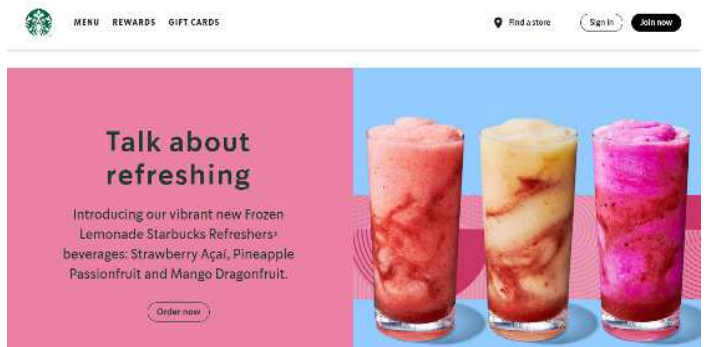 MENU REWARDS GIFT CARDS Find a store Sign in Join now
Talk about
refreshing
Introducing our vibrant new Frozen
Lemonade Starbucks Refreshers
beverages: Strawberry Açaí, Pineapple
Passionfruit and Mango Dragonfruit.
Order now